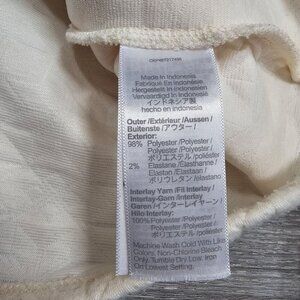 Made In Indonesia
Fabriqué En Indonésie
Hergestellt in Indonesien
Vervaardigd In Indonesie
インドネシア製
hecho en indonesia
Outer /Extérieur /Aussen/
Buitenste /アウター /
Exterior:
98% Polyester /Polyester /
Polyester /Polyester /
ポリエステル /poliéster
2% Elastane /Elasthanne /
Elastan /Elastaan /
ポリウレタン /elastano
Interlay Yarn /Fil Interlay /
Interlay-Garn /Interlay
Garen /インターレイヤーン /
Hilo Interlay:
100% Polyester /Polyester /
Polyester /Polyester /
ポリエステル /poliéster
Machine Wash Cold With Like
Colors. Non-Chlorine Bleach
Only. Tumble Dry Low. Iron
On Lowest Setting.